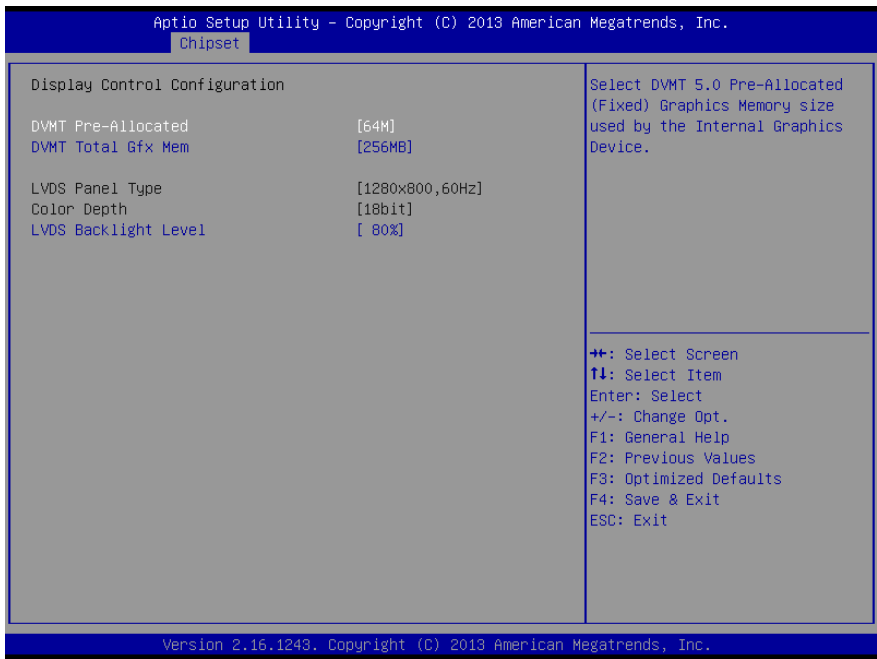 Aptio Setup Utility – Copyright (C) 2013 American Megatrends, Inc.
Chipset
Display Control Configuration
DVMT Pre-Allocated [64M]
DVMT Total Gfx Mem [256MB]
LVDS Panel Type [1280x800,60Hz]
Color Depth [18bit]
LVDS Backlight Level [ 80%]
Select DVMT 5.0 Pre-Allocated
(Fixed) Graphics Memory size
used by the Internal Graphics
Device.
→←: Select Screen
↑↓: Select Item
Enter: Select
+/-: Change Opt.
F1: General Help
F2: Previous Values
F3: Optimized Defaults
F4: Save & Exit
ESC: Exit
Version 2.16.1243. Copyright (C) 2013 American Megatrends, Inc.